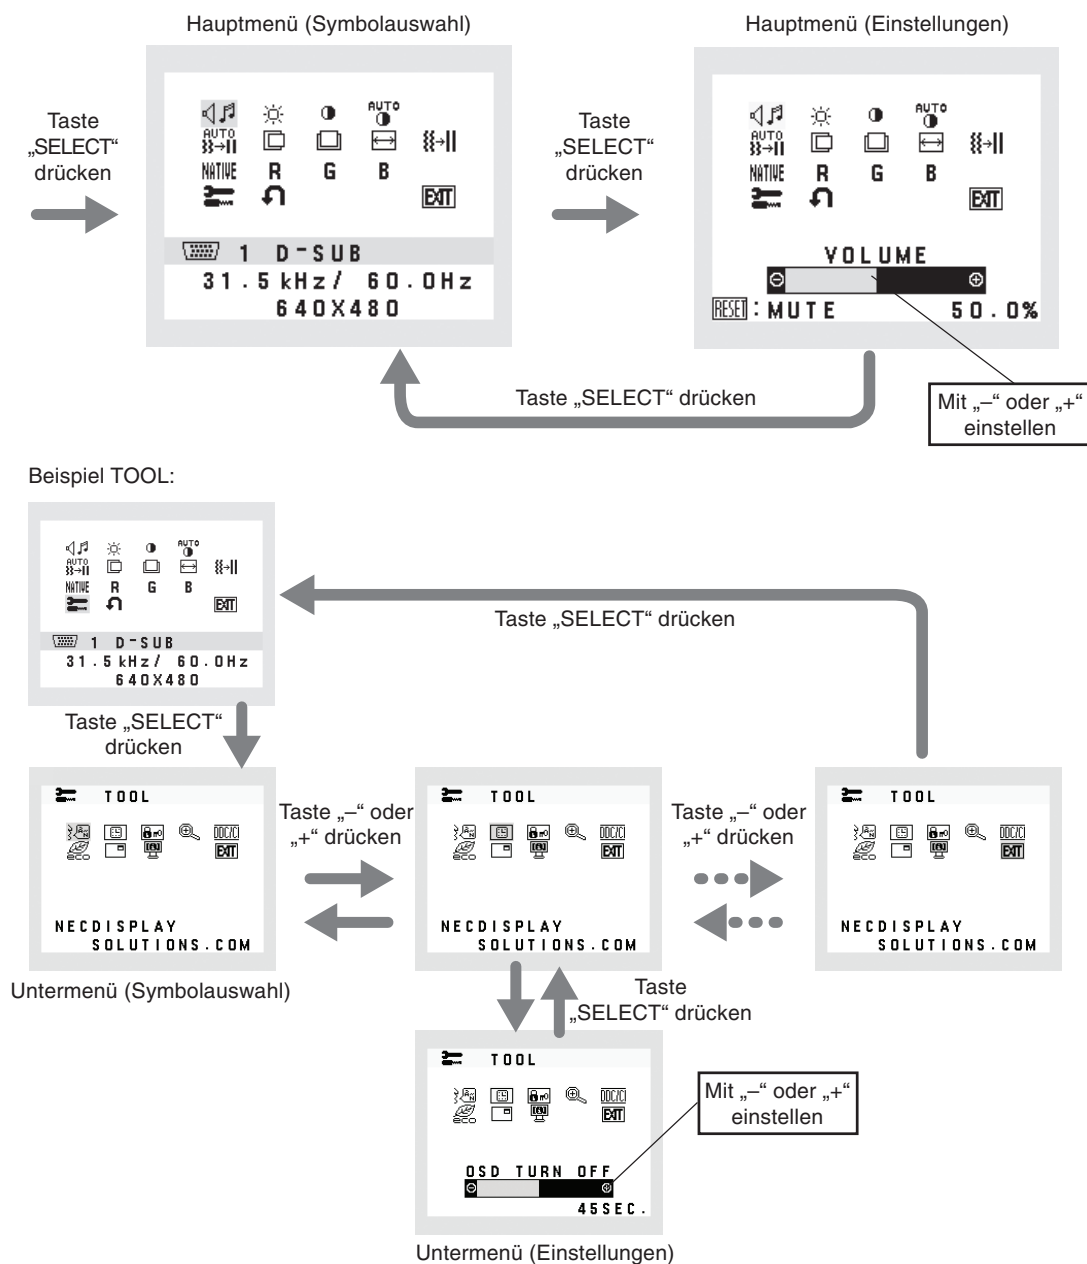 Hauptmenü (Symbolauswahl)
Hauptmenü (Einstellungen)
Taste
„SELECT“
drücken
AUTO
AUTO
NATIVE R G B
EXIT
1 D-SUB
31.5kHz/ 60.0Hz
640X480
Taste
„SELECT“
drücken
AUTO
AUTO
NATIVE R G B
EXIT
VOLUME
RESET:MUTE 50.0%
Taste „SELECT“ drücken
Mit „–“ oder „+“
einstellen
Beispiel TOOL:
AUTO
AUTO
NATIVE R G B
EXIT
1 D-SUB
31.5kHz/ 60.0Hz
640X480
Taste „SELECT“ drücken
Taste „SELECT“
drücken
TOOL
DDC/CI
eco EXIT
NECDISPLAY
SOLUTIONS.COM
Untermenü (Symbolauswahl)
Taste „–“ oder
„+“ drücken
TOOL
DDC/CI
eco EXIT
NECDISPLAY
SOLUTIONS.COM
Taste „–“ oder
„+“ drücken
TOOL
DDC/CI
eco EXIT
NECDISPLAY
SOLUTIONS.COM
Taste
„SELECT“ drücken
TOOL
DDC/CI
eco EXIT
OSD TURN OFF
45SEC.
Mit „–“ oder „+“
einstellen
Untermenü (Einstellungen)